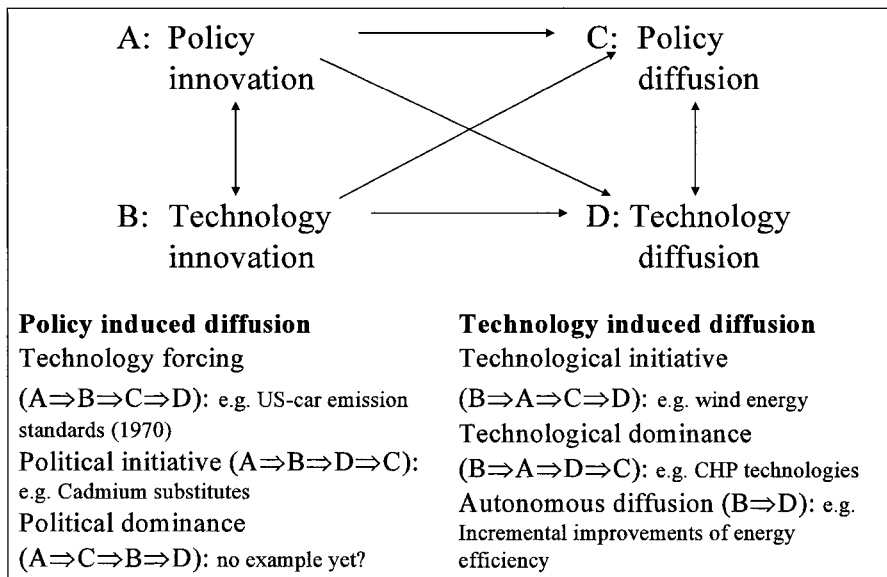 A: Policy innovation
C: Policy diffusion
B: Technology innovation
D: Technology diffusion
Policy induced diffusion
Technology forcing
(A⇒B⇒C⇒D): e.g. US-car emission
standards (1970)
Political initiative (A⇒B⇒D⇒C):
e.g. Cadmium substitutes
Political dominance
(A⇒C⇒B⇒D): no example yet?
Technology induced diffusion
Technological initiative
(B⇒A⇒C⇒D): e.g. wind energy
Technological dominance
(B⇒A⇒D⇒C): e.g. CHP technologies
Autonomous diffusion (B⇒D): e.g.
Incremental improvements of energy
efficiency